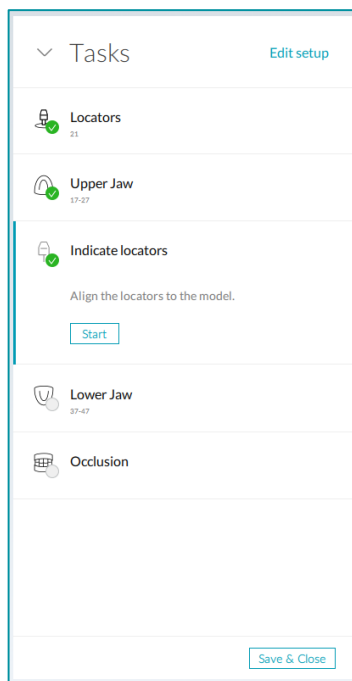 Tasks
Edit setup
Locators
21
Upper Jaw
17-27
Indicate locators
Align the locators to the model.
Start
Lower Jaw
37-47
Occlusion
Save & Close